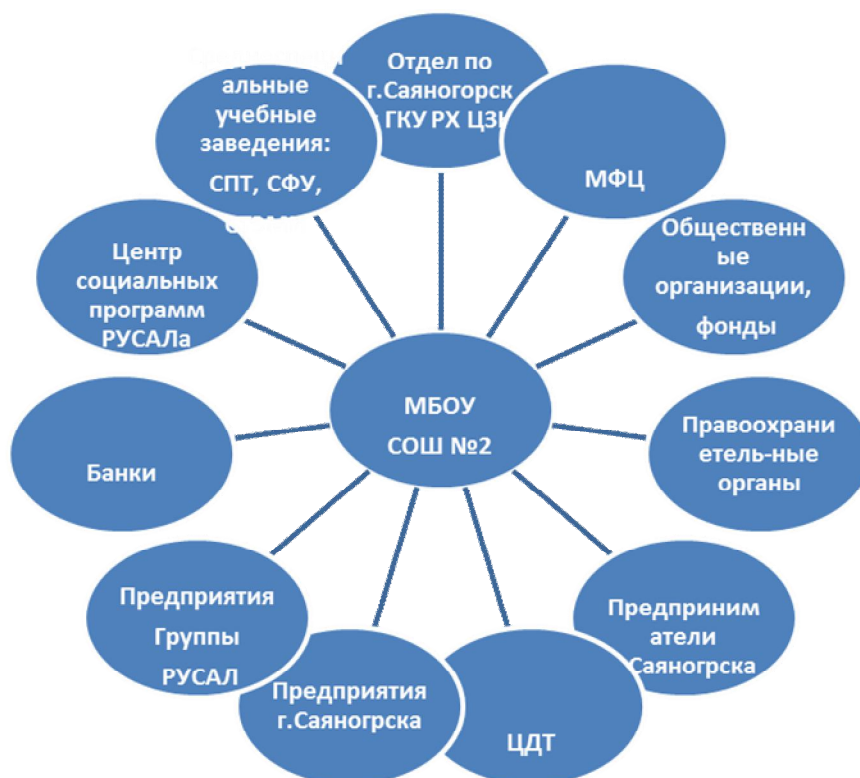 Отдел по
г.Саяногорск
ГКУ РХ
МФЦ
Общественн
ые
организации,
фонды
Правоохрани
етель-ные
органы
Предприним
атели
Саяногрска
ЦДТ
Предприятия
г.Саяногрска
Предприятия
Группы
РУСАЛ
Банки
Центр
социальных
программ
РУСАЛа
альные
учебные
заведения:
СПТ, СФУ,
МБОУ
СОШ №2